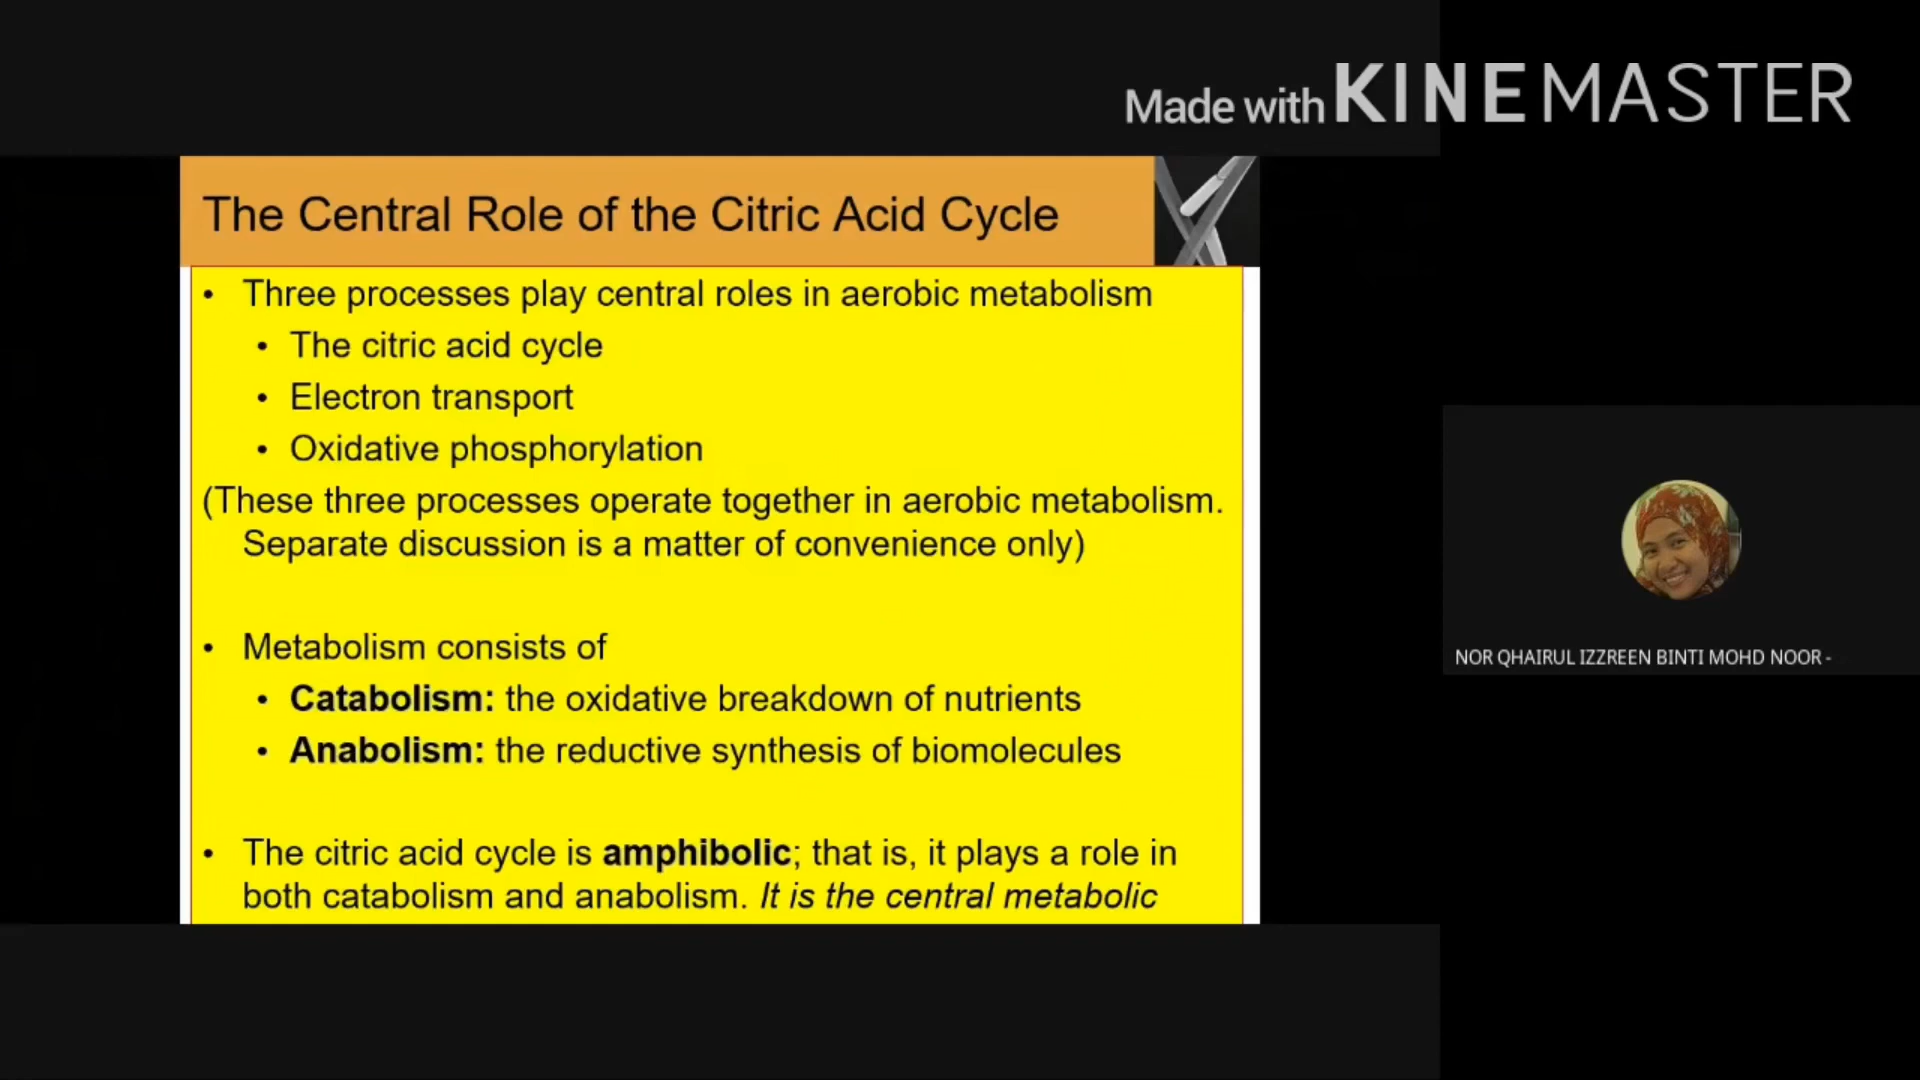 Made with KINEMASTER
The Central Role of the Citric Acid Cycle
• Three processes play central roles in aerobic metabolism
• The citric acid cycle
• Electron transport
• Oxidative phosphorylation
(These three processes operate together in aerobic metabolism.
Separate discussion is a matter of convenience only)
• Metabolism consists of
• Catabolism: the oxidative breakdown of nutrients
• Anabolism: the reductive synthesis of biomolecules
• The citric acid cycle is amphibolic; that is, it plays a role in
both catabolism and anabolism. It is the central metabolic
NOR QHAIRUL IZZREEN BINTI MOHD NOOR -